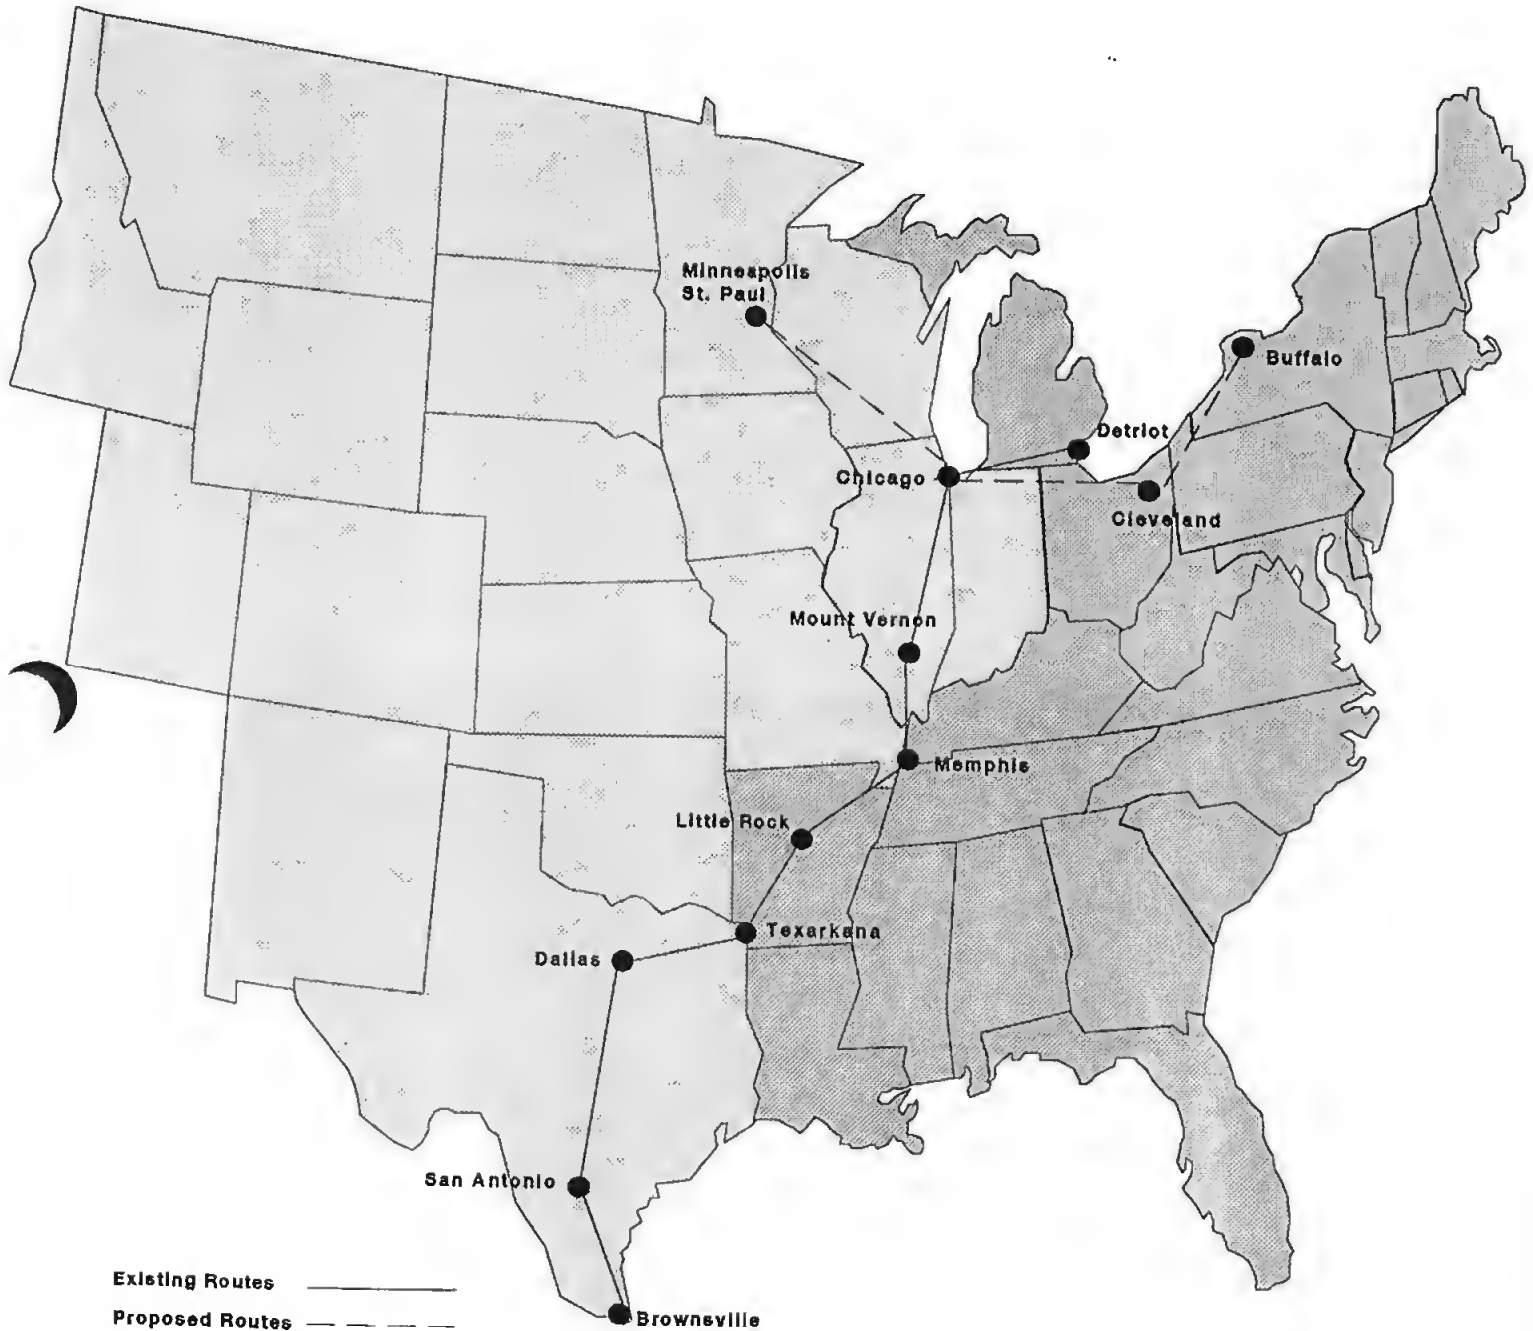 Minneapolis
St. Paul
Buffalo
Detriot
Chicago
Cleveland
Mount Vernon
Memphis
Little Rock
Texarkana
Dallas
San Antonio
Existing Routes
Proposed Routes
Brownsville